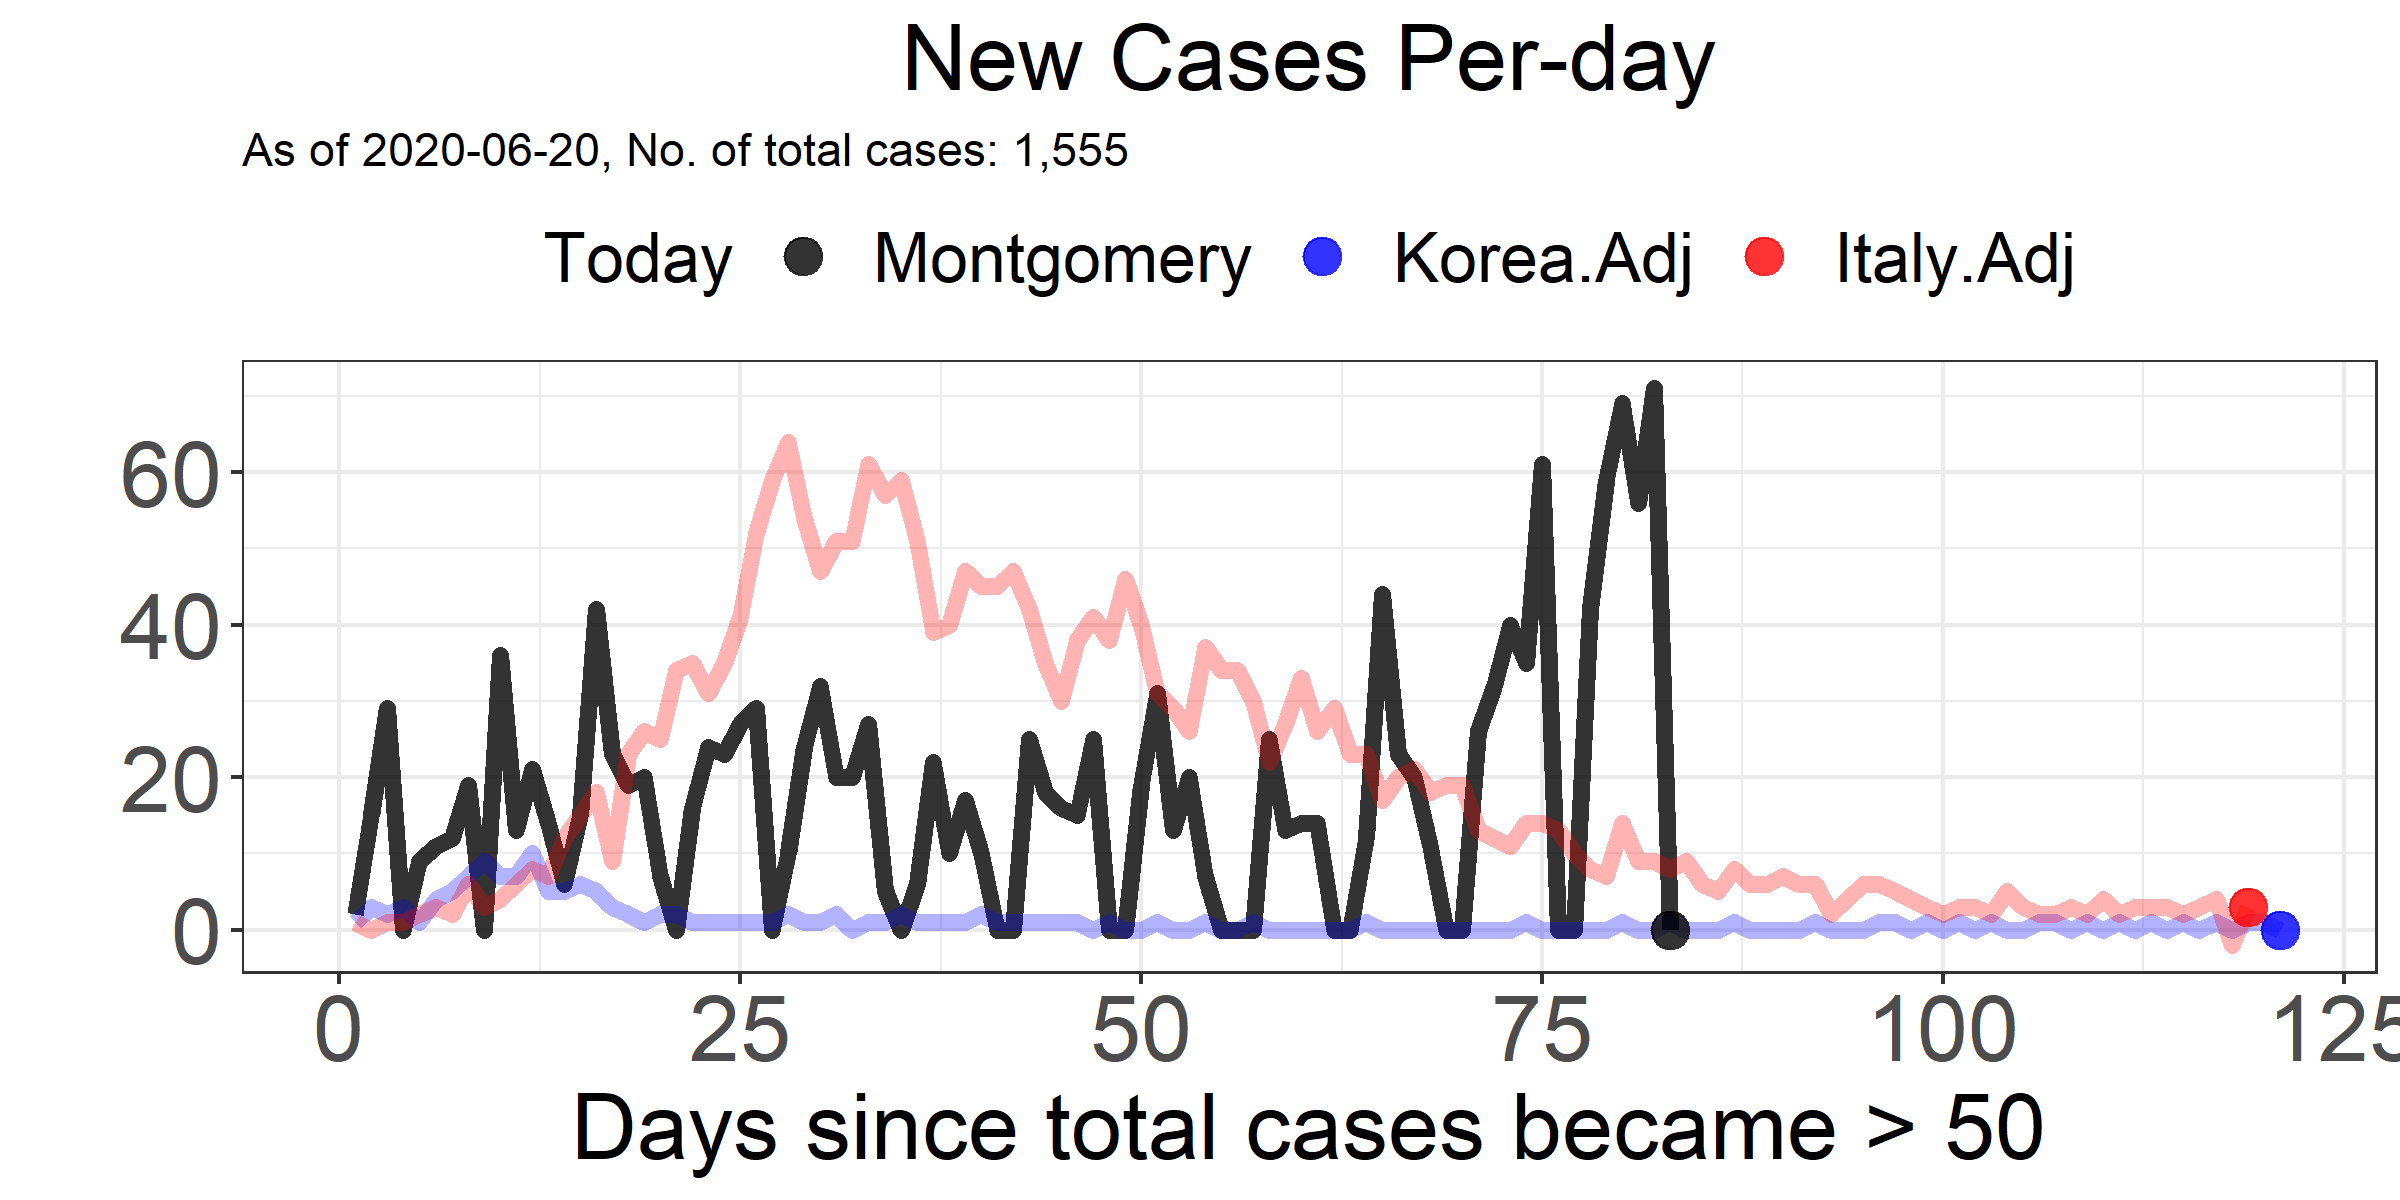 New Cases Per-day
As of 2020-06-20, No. of total cases: 1,555
Today Montgomery Korea.Adj Italy.Adj
60
40
20
0
0 25 50 75 100 125
Days since total cases became > 50